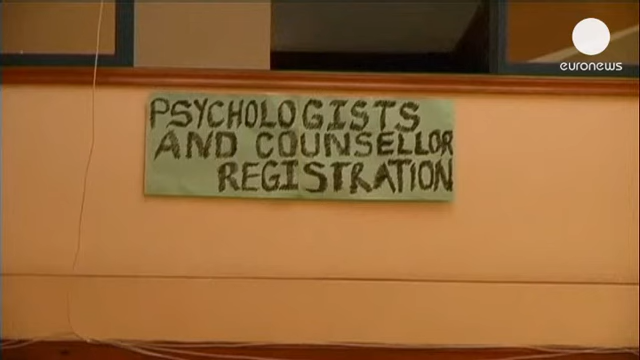 euronews
PSYCHOLOGISTS
AND COUNSELLOR
REGISTRATION